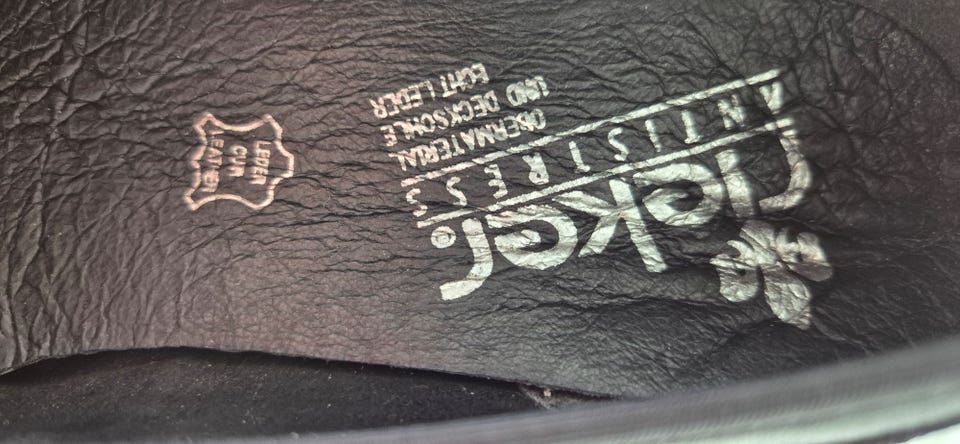 rieker®
ANTISTRESS
OBERMATERIAL
UND DECKSOHLE
ECHT LEDER
LEDER
CUIR
LEATHER